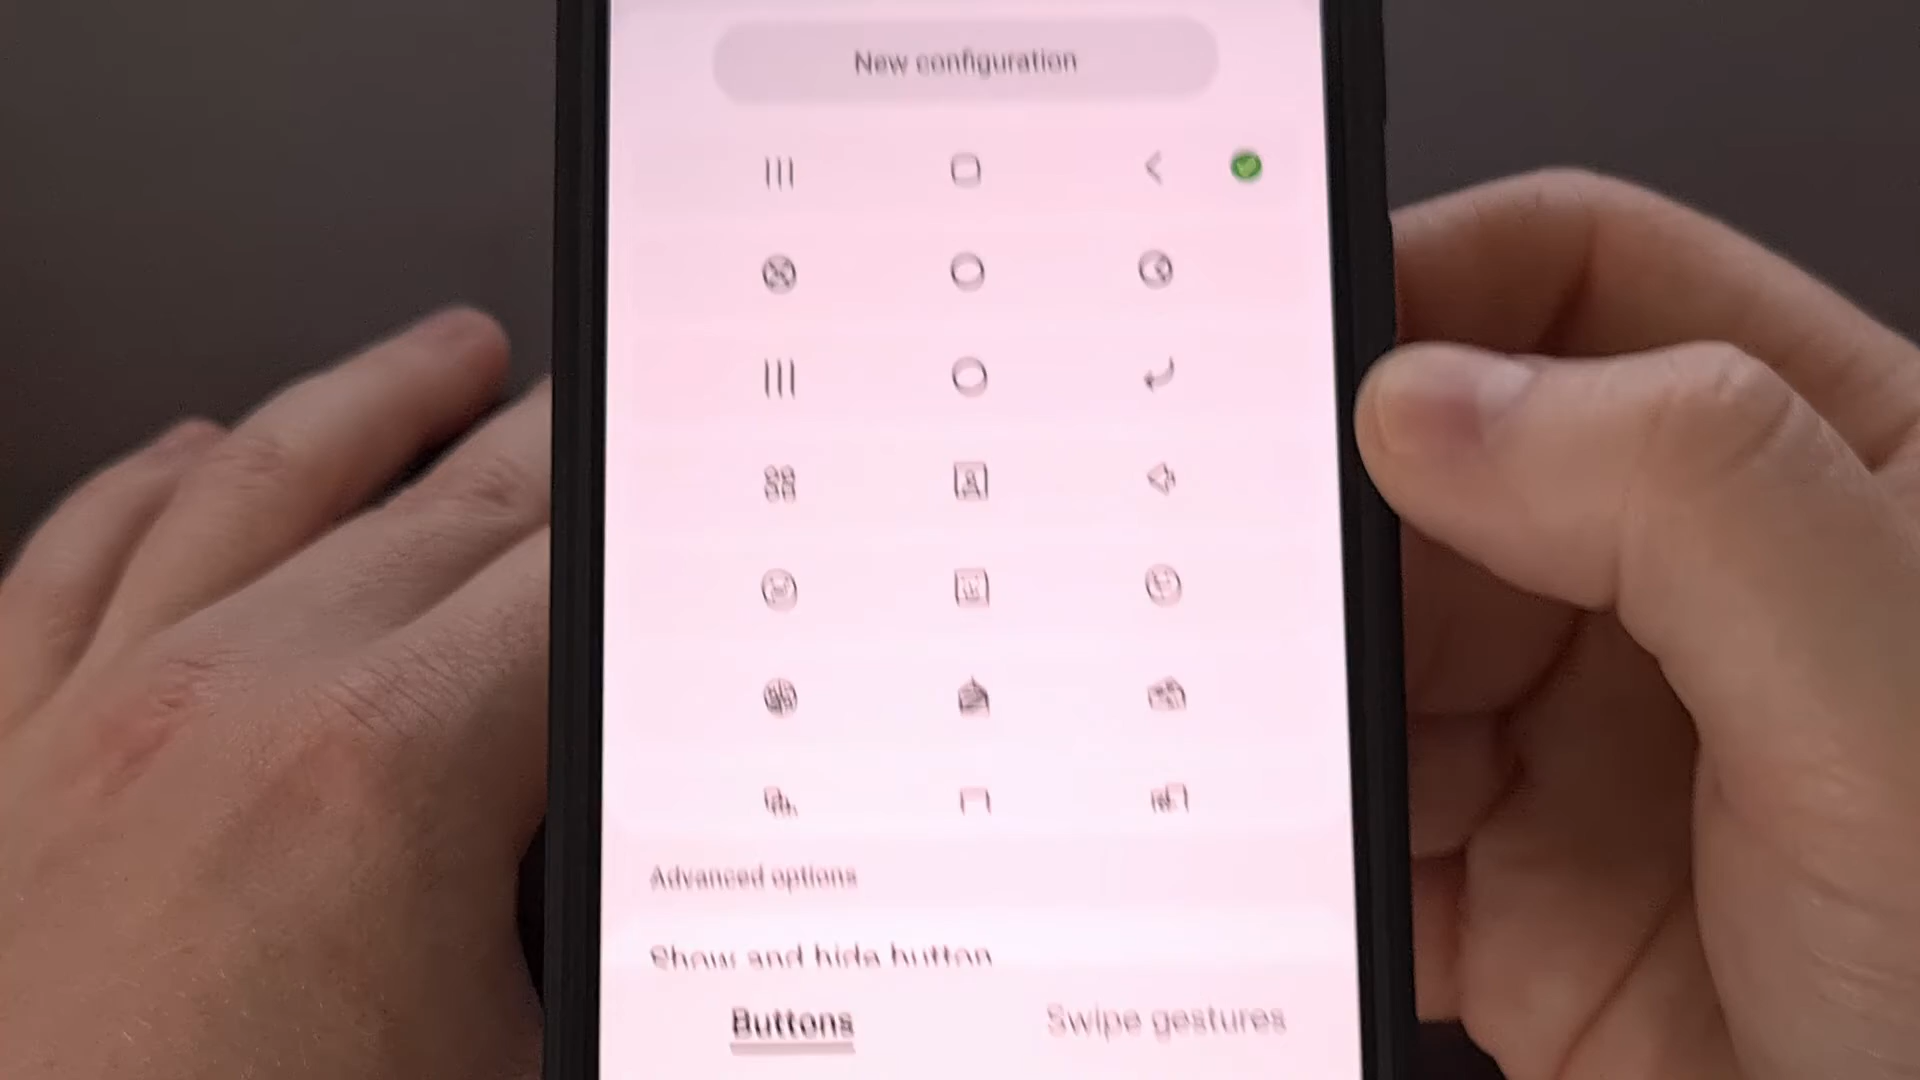 New configuration
Advanced options
Show and hide button
Buttons
Swipe gestures